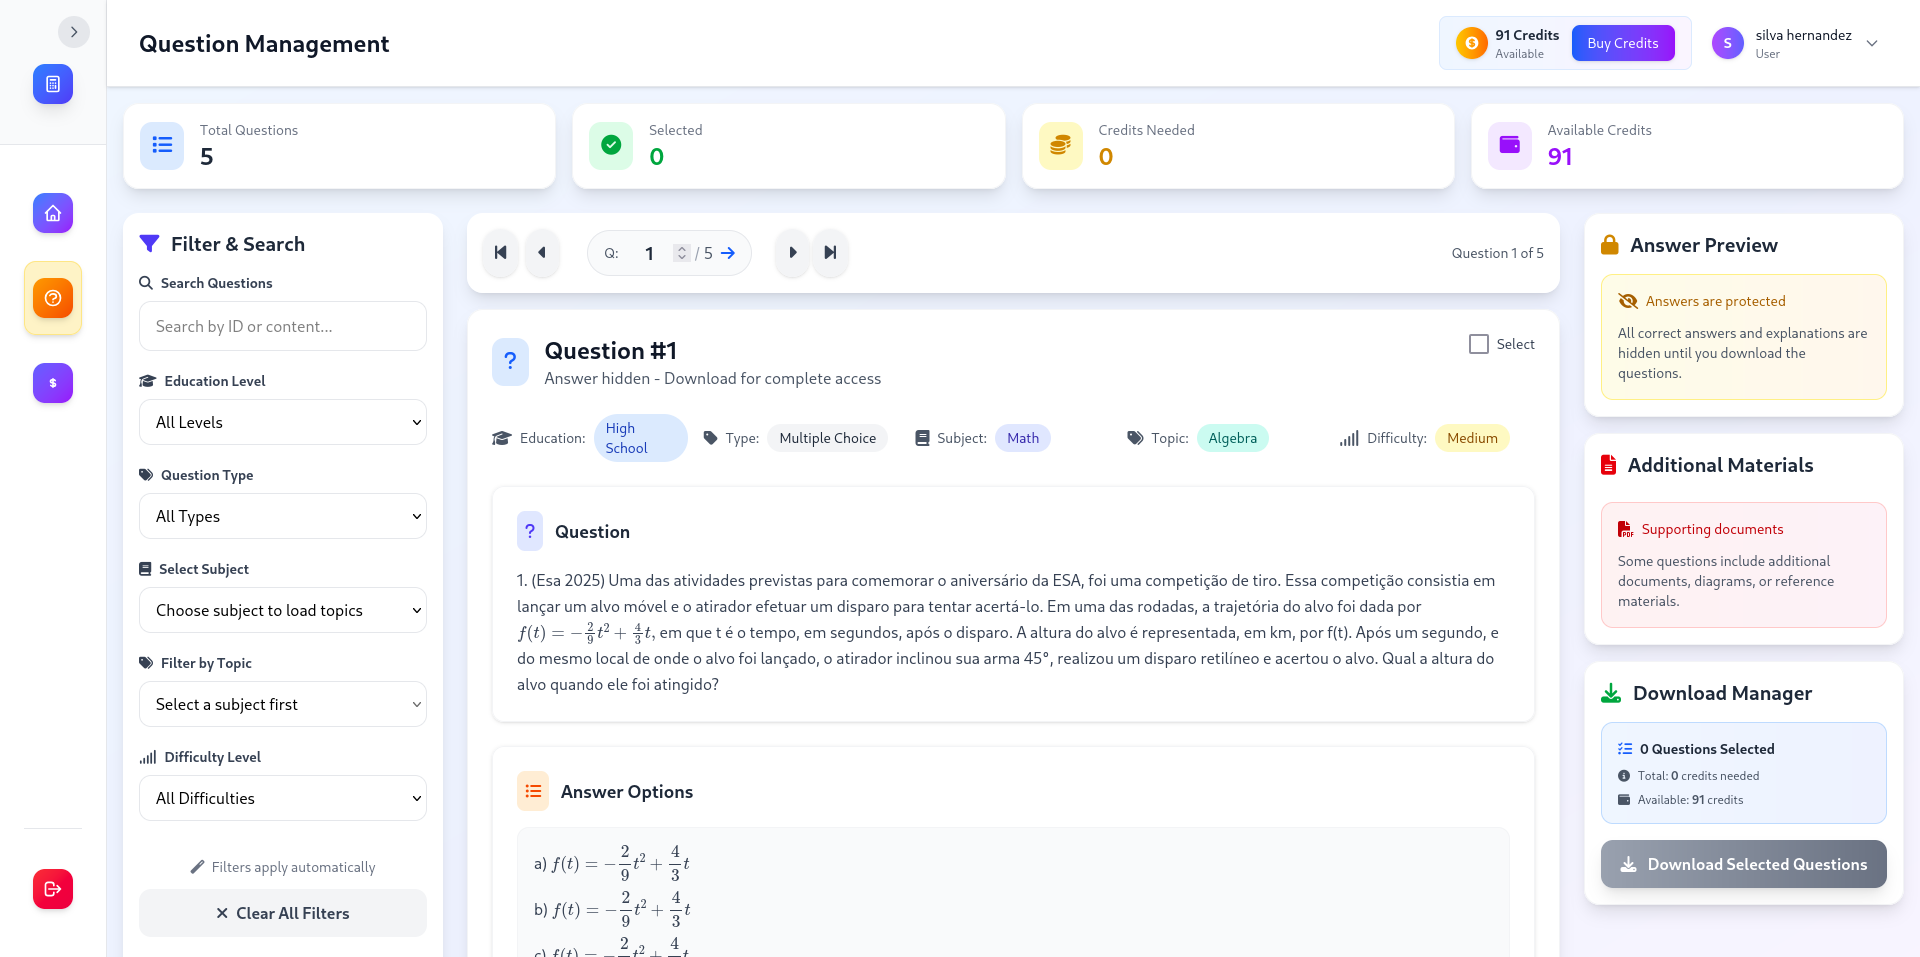 Question Management
91 Credits
Available
Buy Credits
S
silva hernandez
User
Total Questions
5
Selected
0
Credits Needed
0
Available Credits
91
Filter & Search
Search Questions
Search by ID or content...
Education Level
All Levels
Question Type
All Types
Select Subject
Choose subject to load topics
Filter by Topic
Select a subject first
Difficulty Level
All Difficulties
Filters apply automatically
Clear All Filters
Q: 1 / 5
Question 1 of 5
Question #1
Answer hidden - Download for complete access
Select
Education: High School
Type: Multiple Choice
Subject: Math
Topic: Algebra
Difficulty: Medium
Question
1. (Esa 2025) Uma das atividades previstas para comemorar o aniversário da ESA, foi uma competição de tiro. Essa competição consistia em
lançar um alvo móvel e o atirador efetuar um disparo para tentar acertá-lo. Em uma das rodadas, a trajetória do alvo foi dada por
f(t) = −2/9 t² + 4/3 t, em que t é o tempo, em segundos, após o disparo. A altura do alvo é representada, em km, por f(t). Após um segundo, e
do mesmo local de onde o alvo foi lançado, o atirador inclinou sua arma 45°, realizou um disparo retilíneo e acertou o alvo. Qual a altura do
alvo quando ele foi atingido?
Answer Options
a) f(t) = −2/9 t² + 4/3 t
b) f(t) = −2/9 t² + 4/3 t
c) f(t) = −2/9 t² + 4/3 t
Answer Preview
Answers are protected
All correct answers and explanations are
hidden until you download the
questions.
Additional Materials
Supporting documents
Some questions include additional
documents, diagrams, or reference
materials.
Download Manager
0 Questions Selected
Total: 0 credits needed
Available: 91 credits
Download Selected Questions